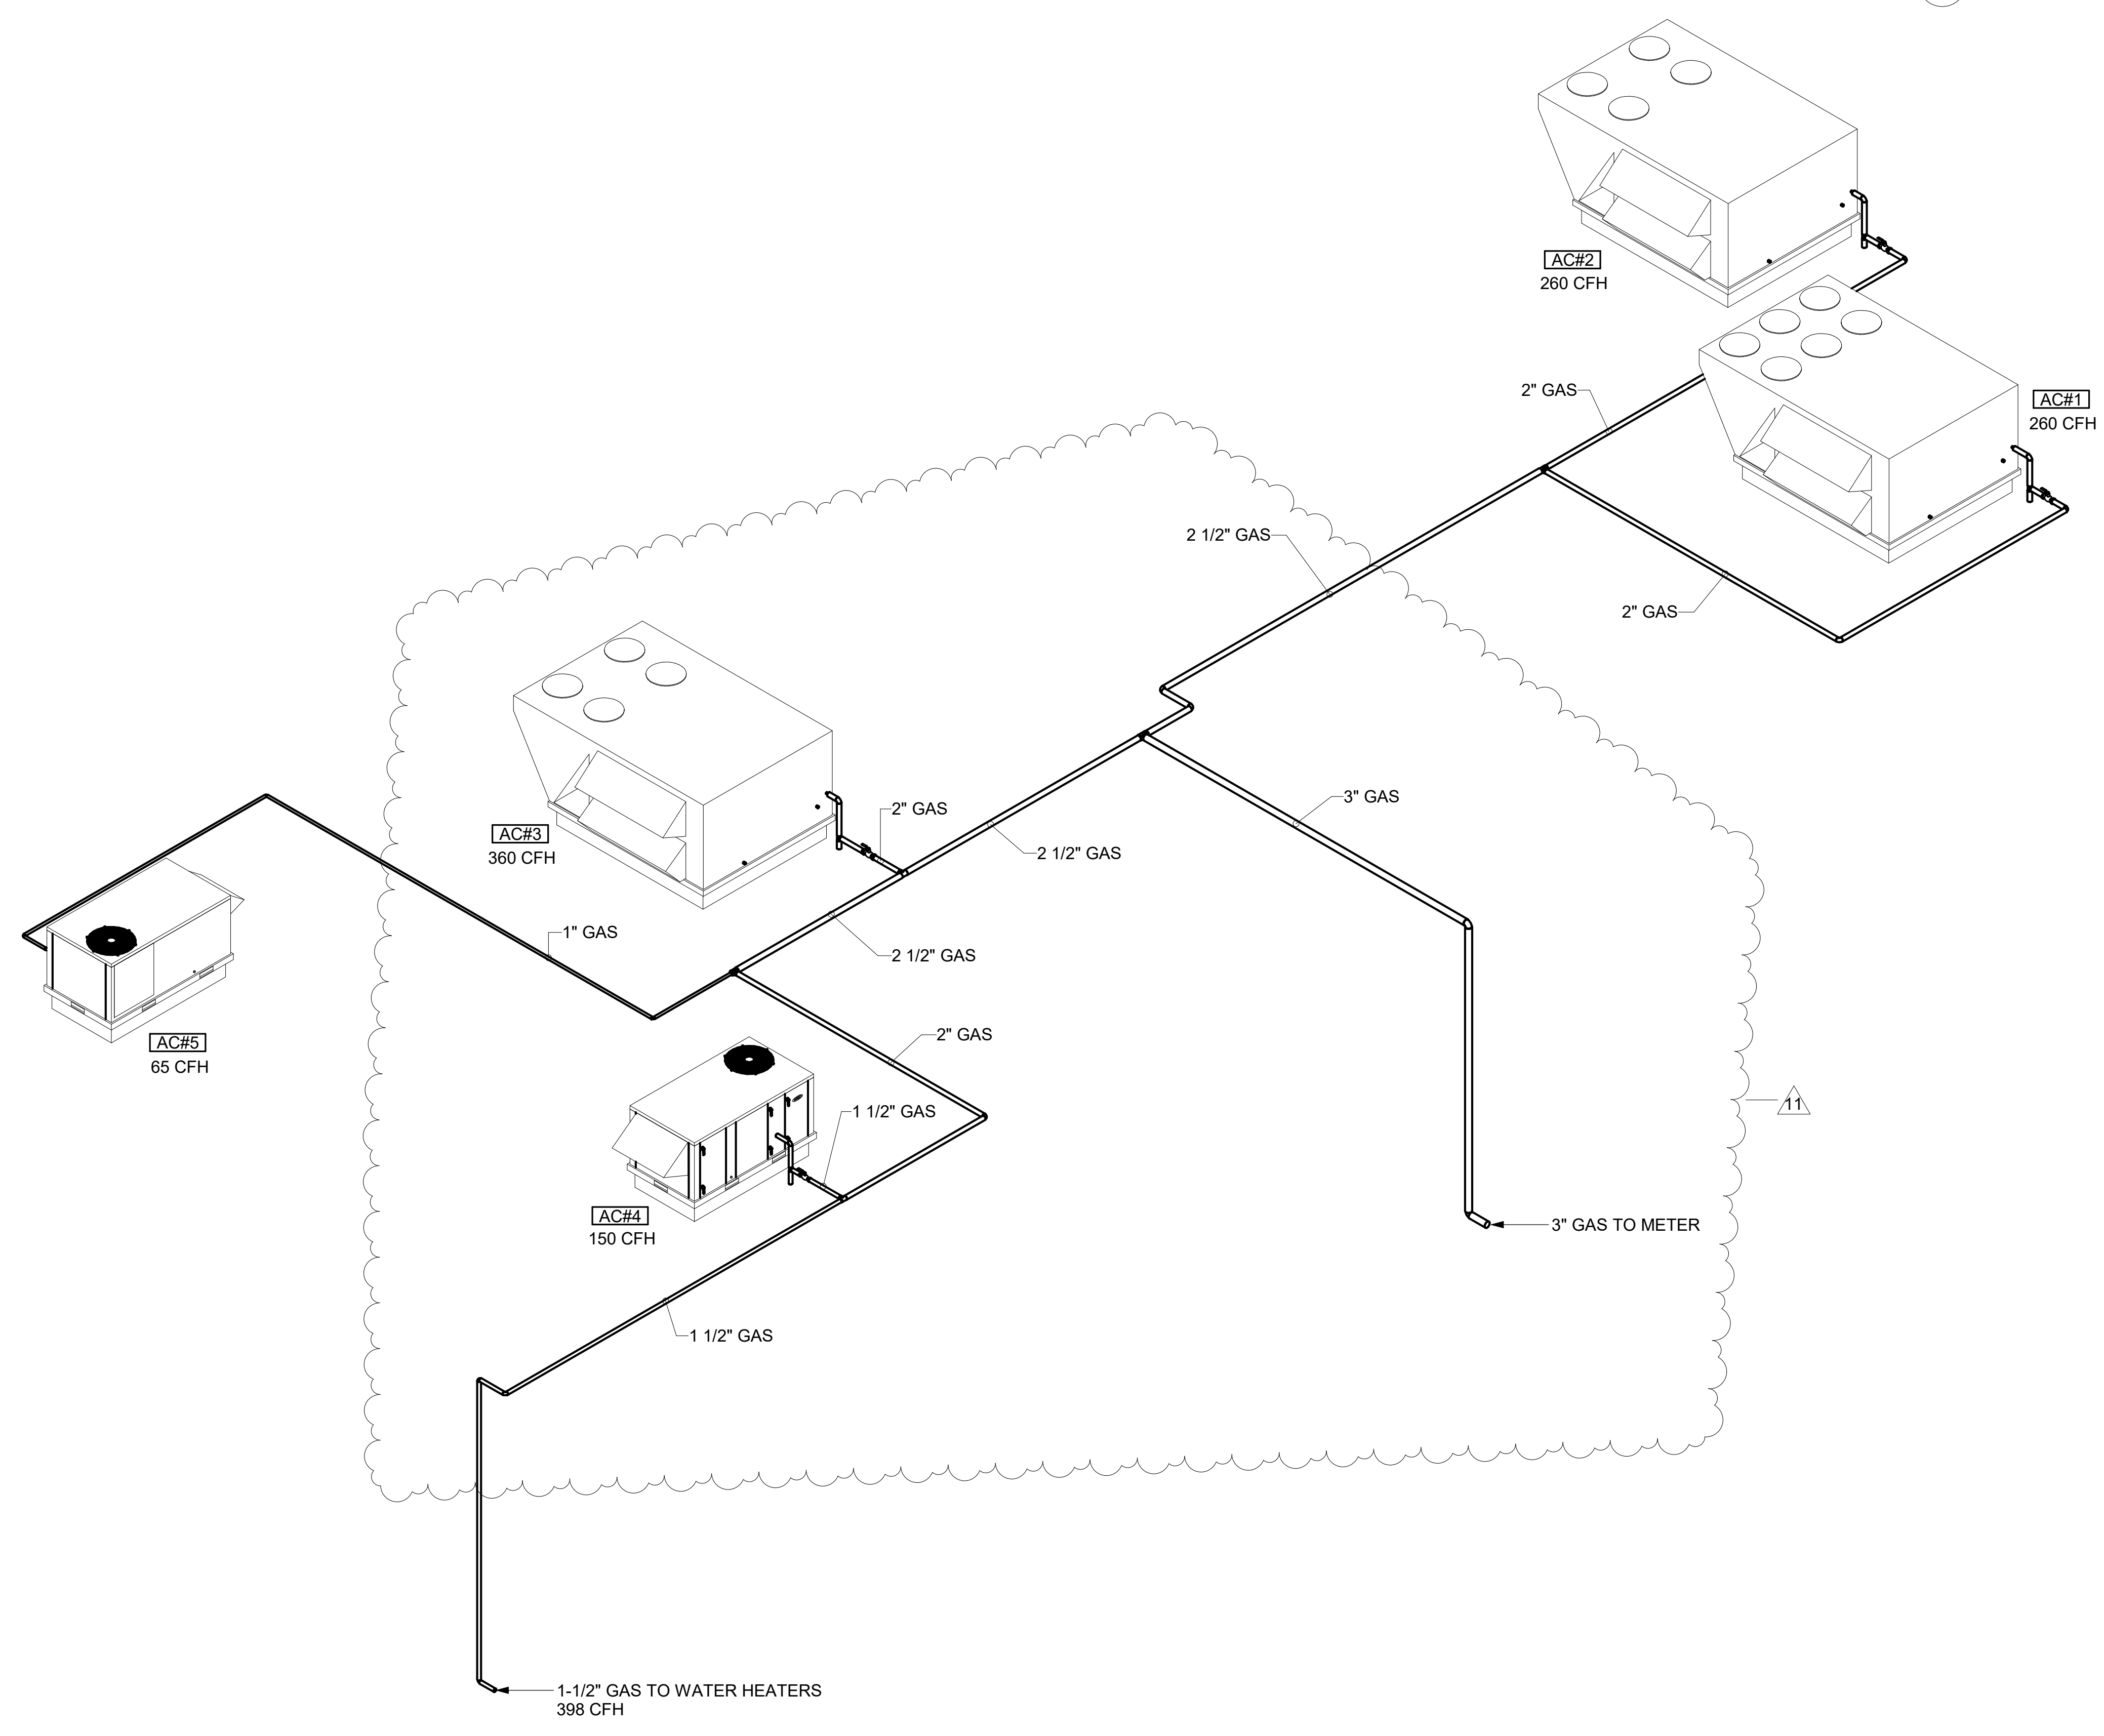 AC#2
260 CFH
2" GAS
AC#1
260 CFH
2 1/2" GAS
2" GAS
3" GAS
2" GAS
AC#3
360 CFH
2 1/2" GAS
1" GAS
2 1/2" GAS
AC#5
65 CFH
2" GAS
1 1/2" GAS
11
AC#4
150 CFH
3" GAS TO METER
1 1/2" GAS
1-1/2" GAS TO WATER HEATERS
398 CFH